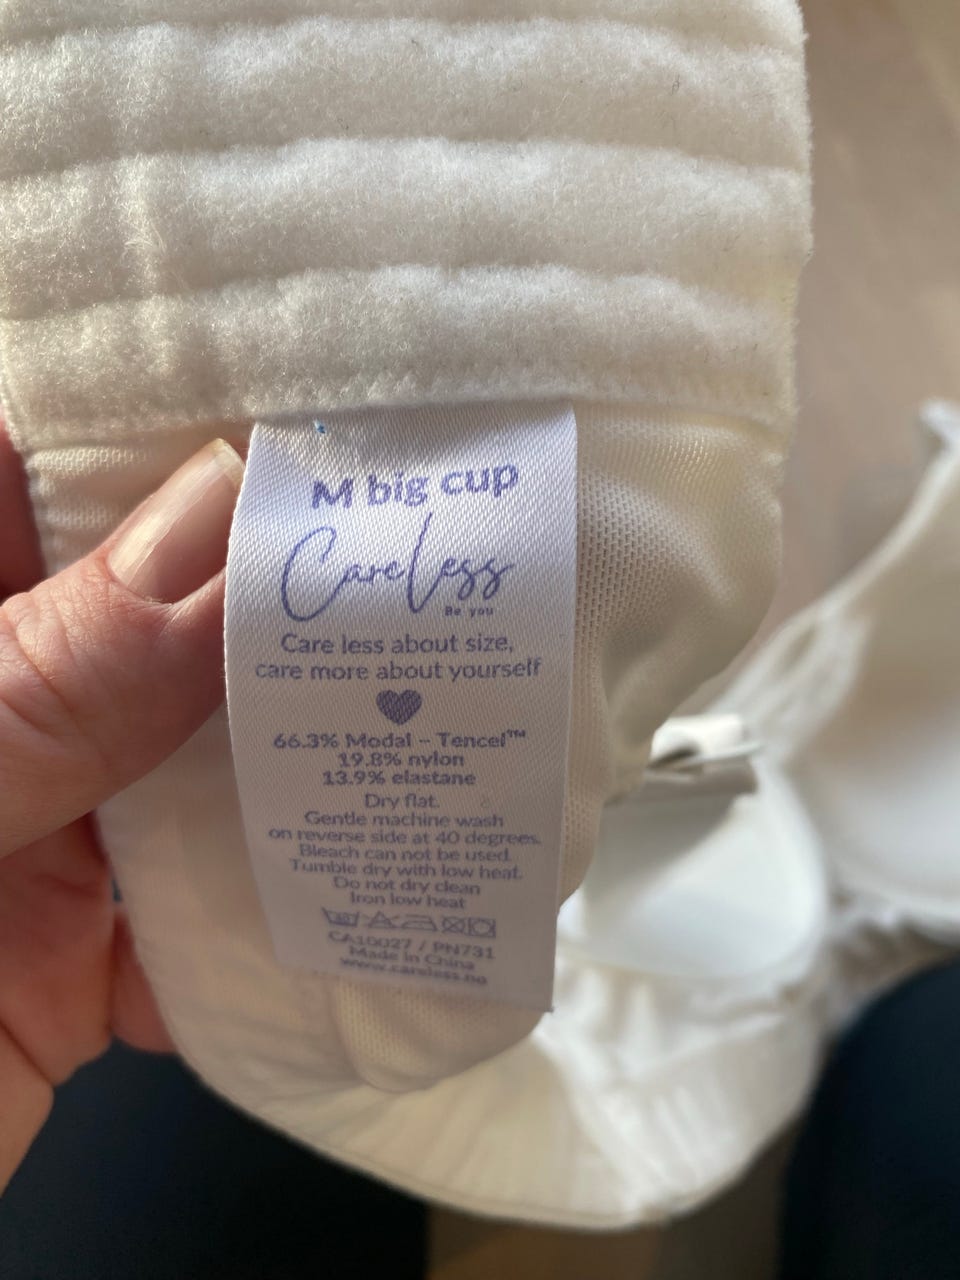 M big cup
CareLess
Be you
Care less about size,
care more about yourself
66.3% Modal – Tencel™
19.8% nylon
13.9% elastane
Dry flat.
Gentle machine wash
on reverse side at 40 degrees.
Bleach can not be used.
Tumble dry with low heat.
Do not dry clean
Iron low heat
CA10027 / PN731
Made in China
www.careless.no